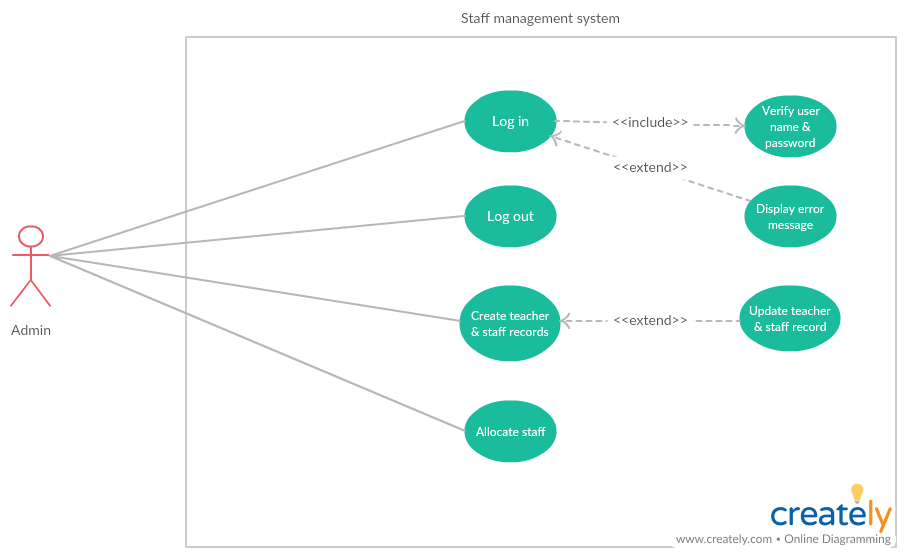 Staff management system
Log in
<<include>>
Verify user
name &
password
<<extend>>
Log out
Display error
message
Admin
Create teacher
& staff records
<<extend>>
Update teacher
& staff record
Allocate staff
creately
www.creately.com • Online Diagramming